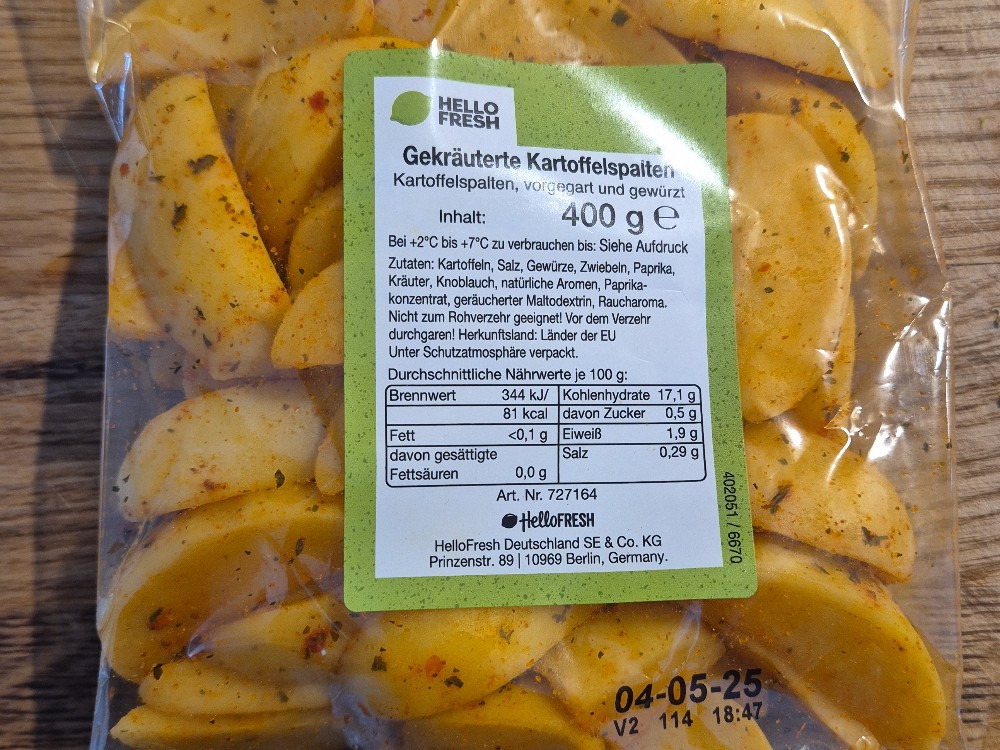 HELLO
FRESH
Gekräuterte Kartoffelspalten
Kartoffelspalten, vorgegart und gewürzt
Inhalt: 400 g ℮
Bei +2°C bis +7°C zu verbrauchen bis: Siehe Aufdruck
Zutaten: Kartoffeln, Salz, Gewürze, Zwiebeln, Paprika,
Kräuter, Knoblauch, natürliche Aromen, Paprika-
konzentrat, geräucherter Maltodextrin, Raucharoma.
Nicht zum Rohverzehr geeignet! Vor dem Verzehr
durchgaren! Herkunftsland: Länder der EU
Unter Schutzatmosphäre verpackt.
Durchschnittliche Nährwerte je 100 g:
Brennwert 344 kJ/ Kohlenhydrate 17,1 g
81 kcal davon Zucker 0,5 g
Fett <0,1 g Eiweiß 1,9 g
davon gesättigte Salz 0,29 g
Fettsäuren 0,0 g
Art. Nr. 727164
HelloFRESH
HelloFresh Deutschland SE & Co. KG
Prinzenstr. 89 | 10969 Berlin, Germany.
402051 / 6670
04-05-25
V2 114 18:47